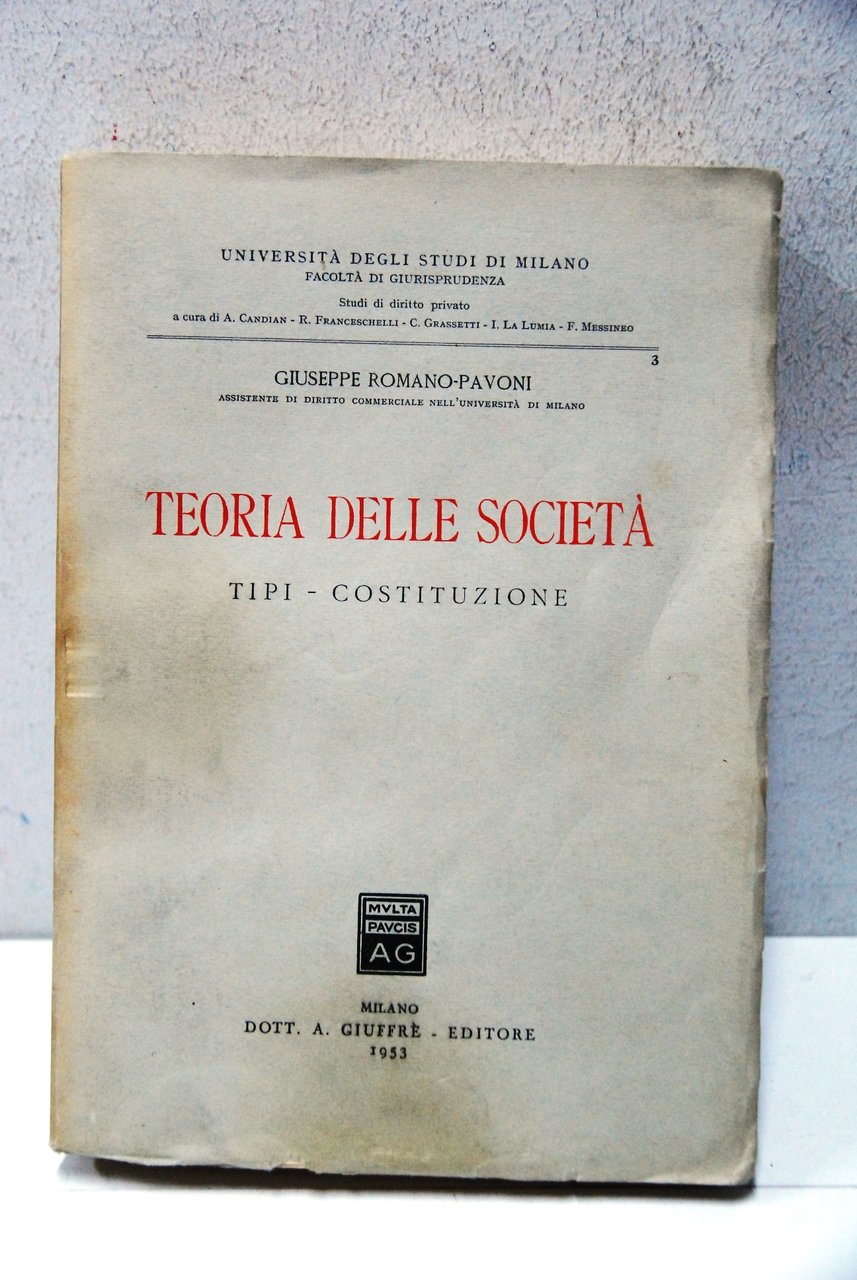 UNIVERSITÀ DEGLI STUDI DI MILANO
FACOLTÀ DI GIURISPRUDENZA
Studi di diritto privato
a cura di A. CANDIAN - R. FRANCESCHELLI - C. GRASSETTI - I. LA LUMIA - F. MESSINEO
3
GIUSEPPE ROMANO-PAVONI
ASSISTENTE DI DIRITTO COMMERCIALE NELL'UNIVERSITÀ DI MILANO
TEORIA DELLE SOCIETÀ
TIPI - COSTITUZIONE
MVLTA
PAVCIS
AG
MILANO
DOTT. A. GIUFFRÈ - EDITORE
1953